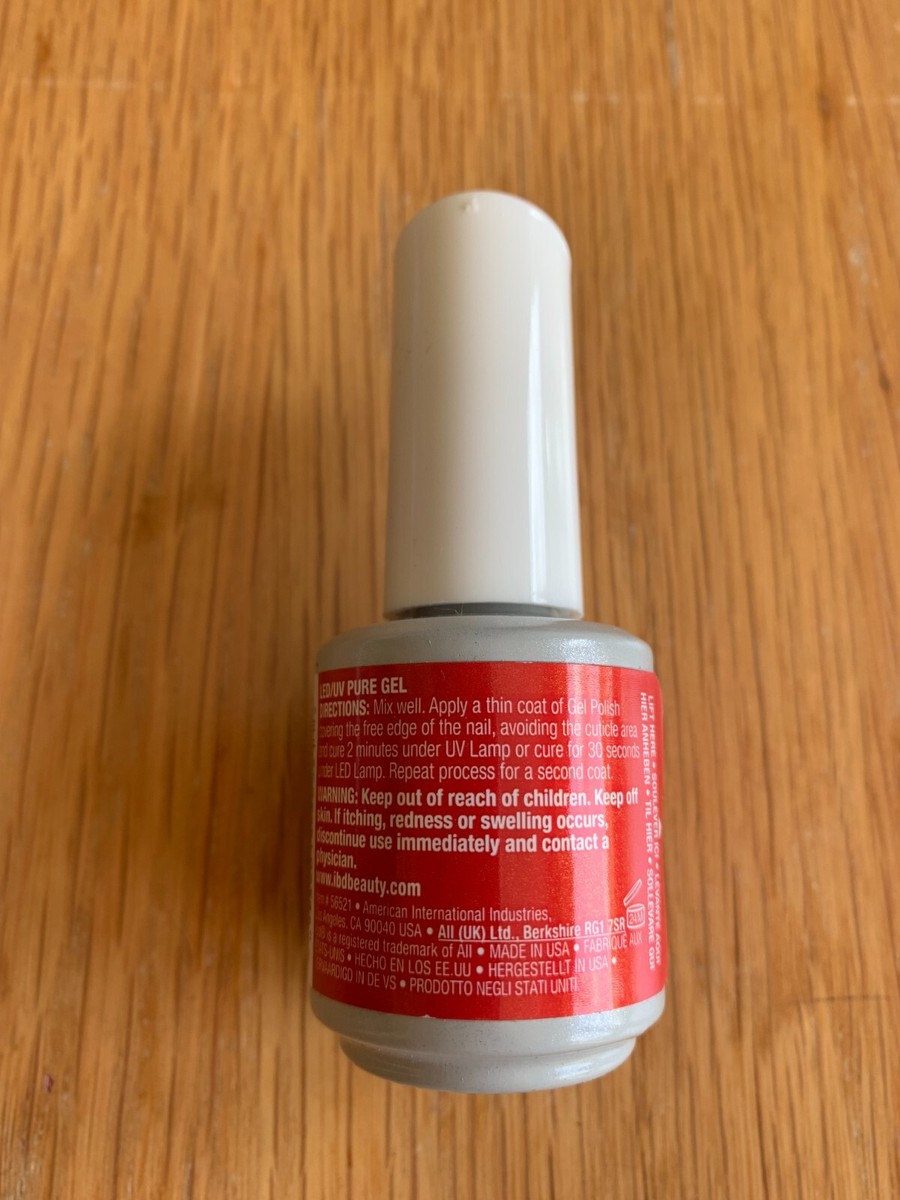 LED/UV PURE GEL
DIRECTIONS: Mix well. Apply a thin coat of Gel Polish
covering the free edge of the nail, avoiding the cuticle area
and cure 2 minutes under UV Lamp or cure for 30 seconds
under LED Lamp. Repeat process for a second coat.
WARNING: Keep out of reach of children. Keep off
skin. If itching, redness or swelling occurs,
discontinue use immediately and contact a
physician.
www.ibdbeauty.com
# 56521 • American International Industries,
Los Angeles, CA 90040 USA • AII (UK) Ltd., Berkshire RG1 7SR
is a registered trademark of AII • MADE IN USA • FABRIQUÉ AUX
• HECHO EN LOS EE.UU • HERGESTELLT IN USA •
IN DE VS • PRODOTTO NEGLI STATI UNITI
24M
LIFT HERE • SOULEVER ICI • LEVANTE AQUÍ
HIER ANHEBEN • TIL HIER • SOLLEVARE QUI